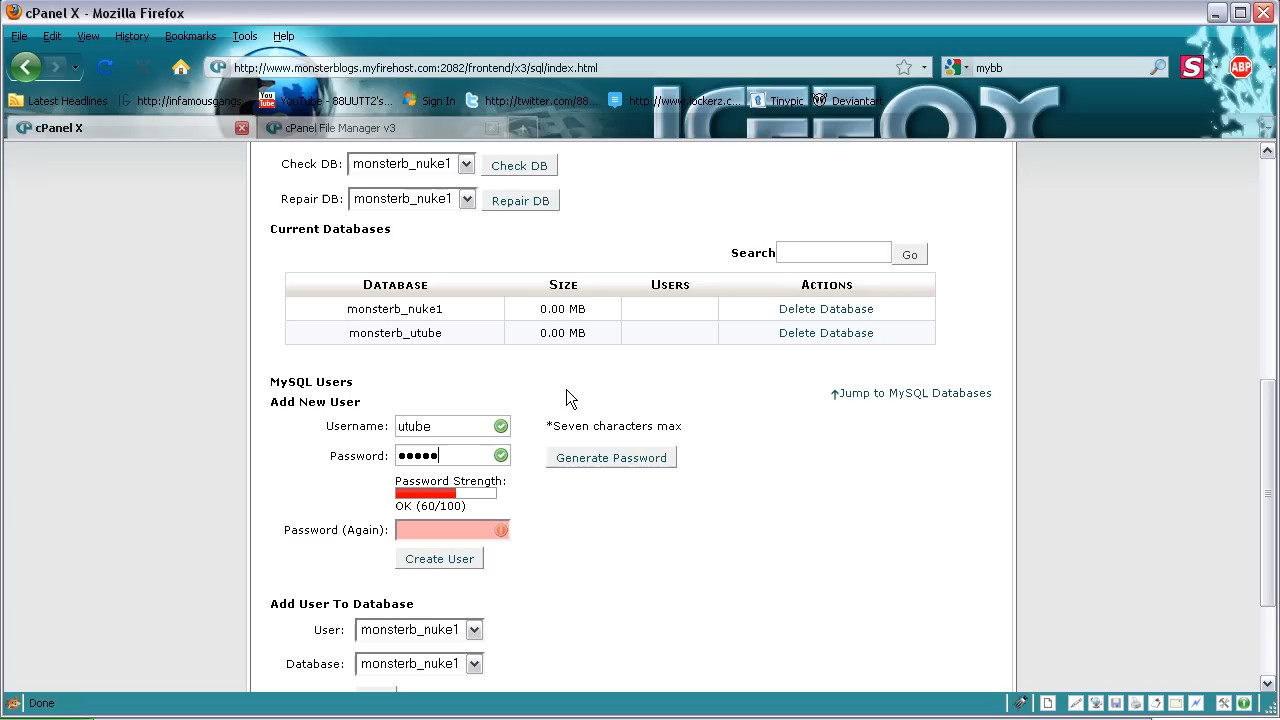 cPanel X - Mozilla Firefox
File Edit View History Bookmarks Tools Help
http://www.monsterblogs.myfirehost.com:2082/frontend/x3/sql/index.html
mybb
S
ABP
Latest Headlines http://infamousgangs... YouTube - 88UUTT2's... Sign In http://twitter.com/88... http://www.lockerz.c... Tinypic Deviantart
ICEFOX
cPanel X cPanel File Manager v3
Check DB: monsterb_nuke1 Check DB
Repair DB: monsterb_nuke1 Repair DB
Current Databases
Search Go
Database Size Users Actions
monsterb_nuke1 0.00 MB Delete Database
monsterb_utube 0.00 MB Delete Database
MySQL Users
Jump to MySQL Databases
Add New User
Username: utube *Seven characters max
Password: ••••• Generate Password
Password Strength:
OK (60/100)
Password (Again):
Create User
Add User To Database
User: monsterb_nuke1
Database: monsterb_nuke1
Done